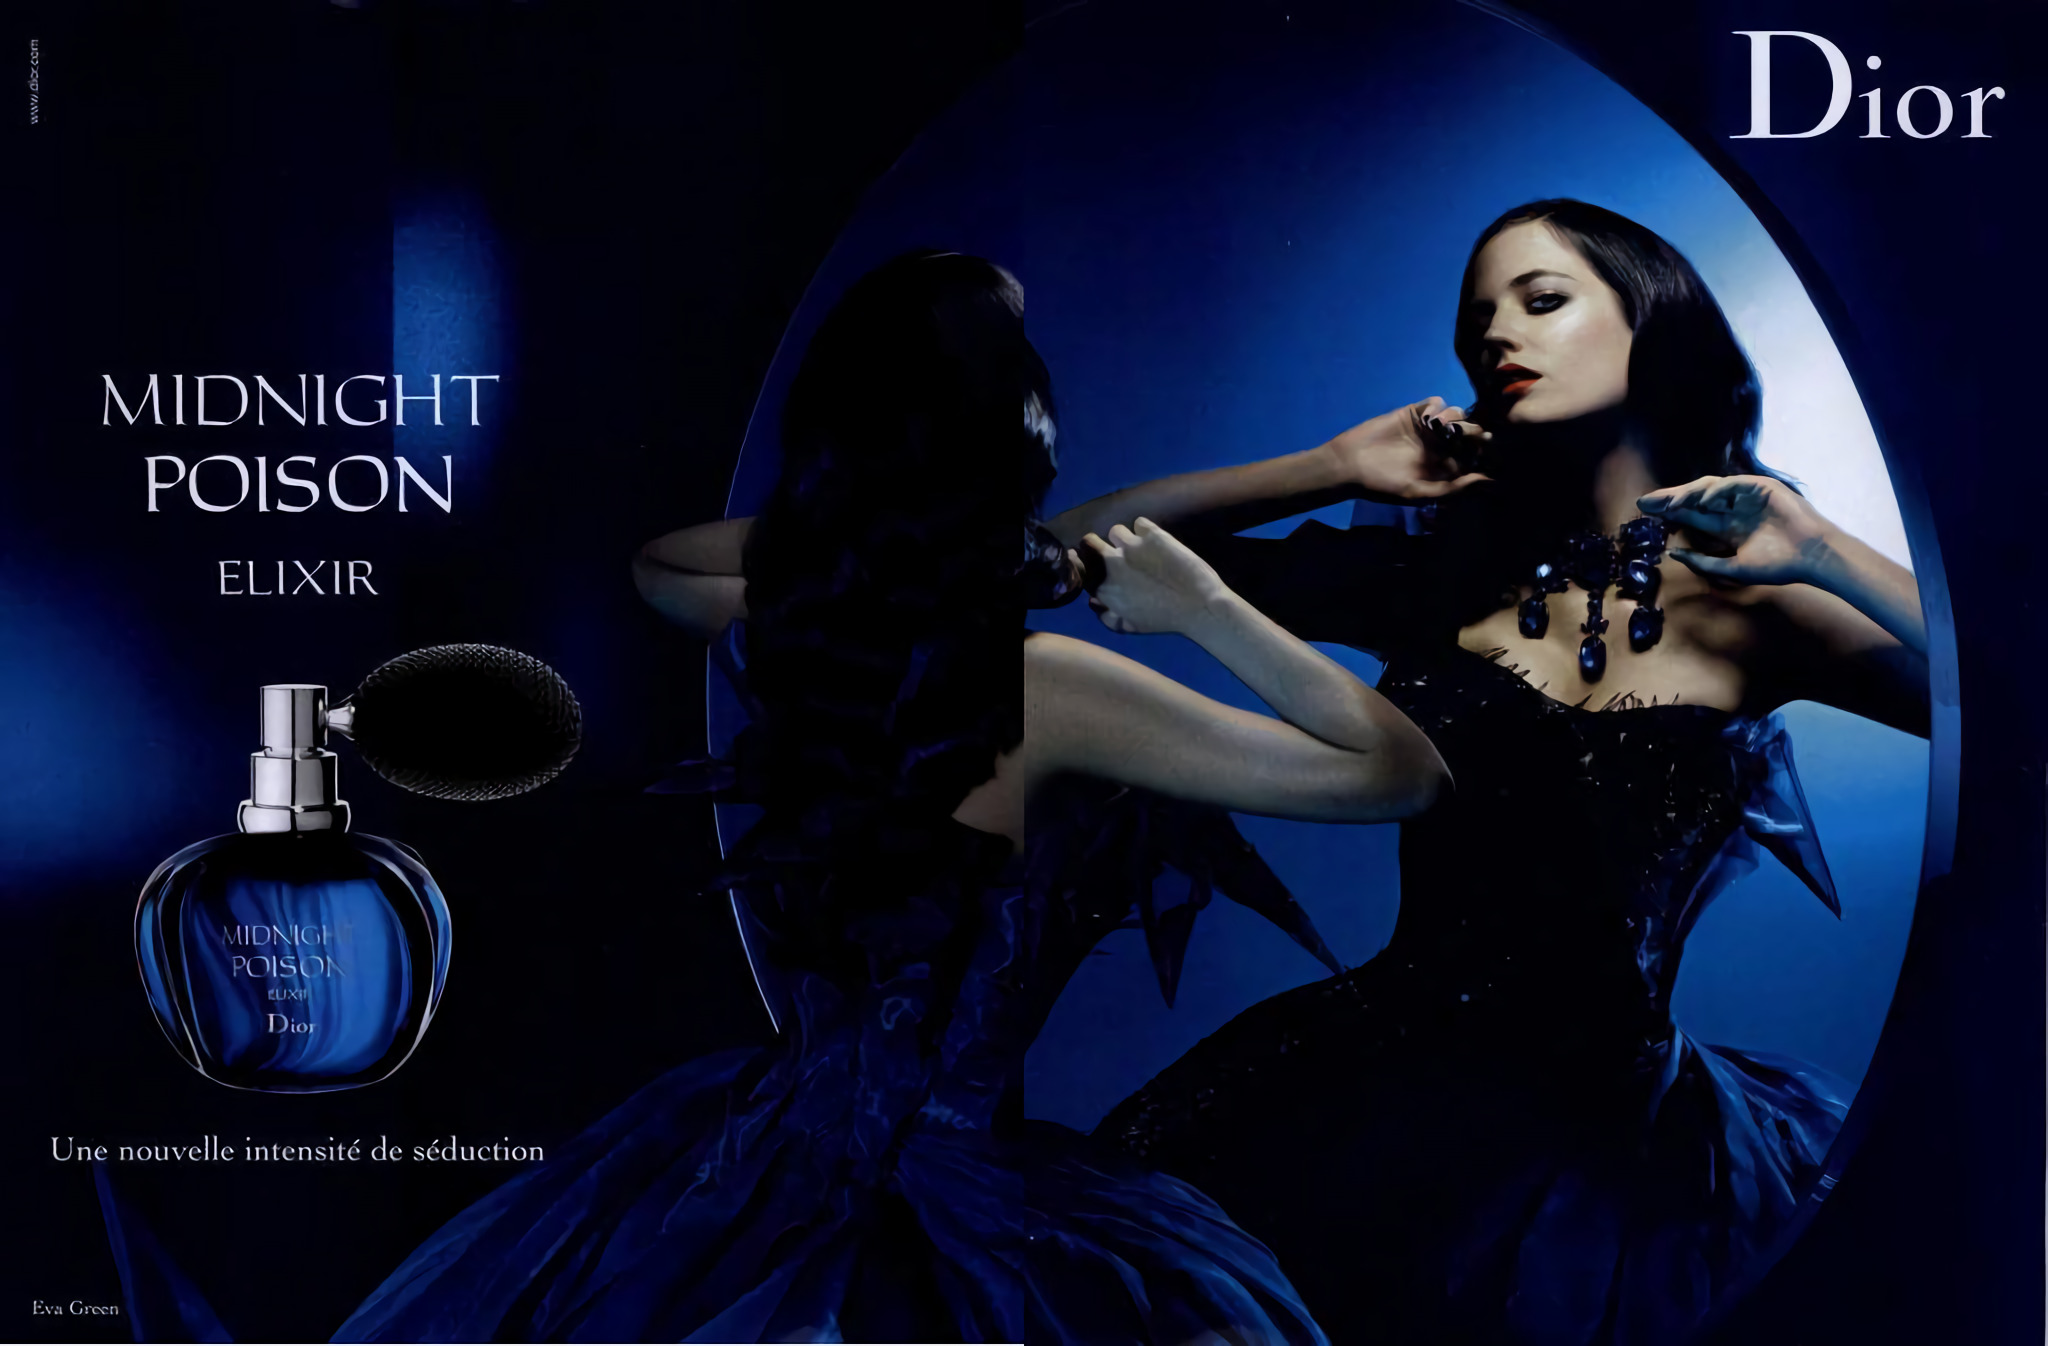 www.dior.com
Dior
MIDNIGHT
POISON
ELIXIR
MIDNIGHT
POISON
ELIXIR
Dior
Une nouvelle intensité de séduction
Eva Green